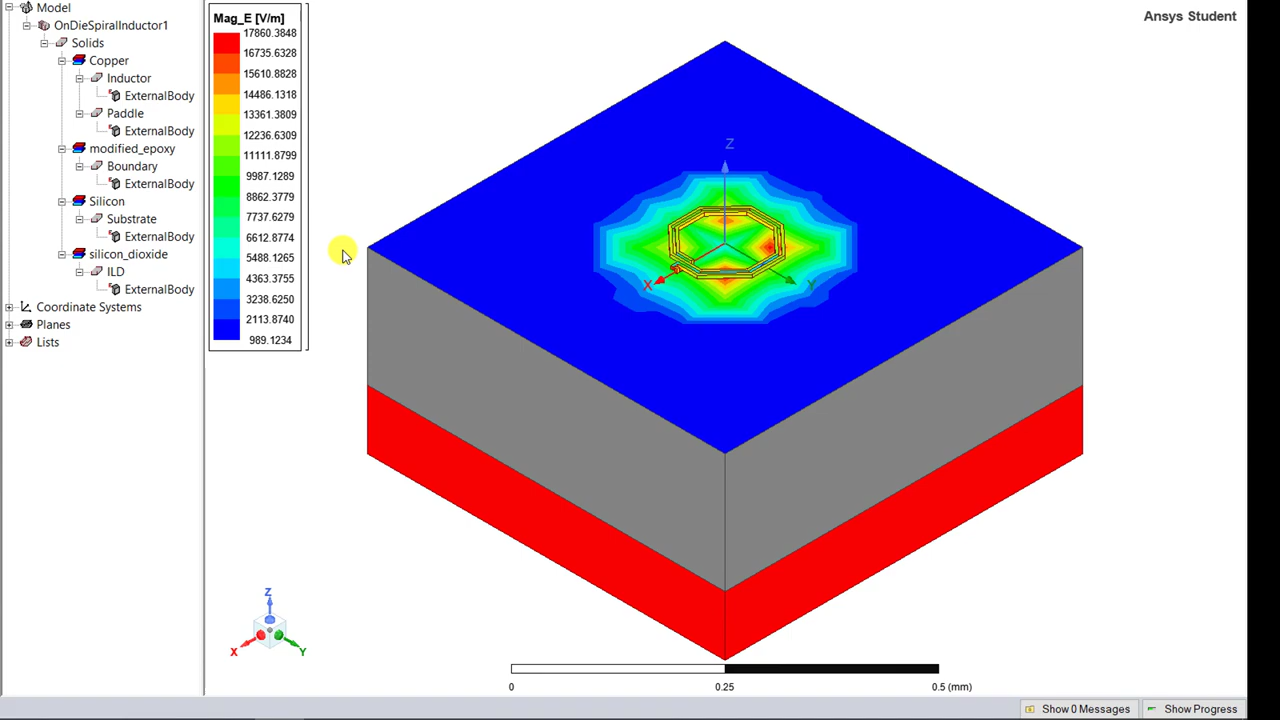 Model
OnDieSpiralInductor1
Solids
Copper
Inductor
ExternalBody
Paddle
ExternalBody
modified_epoxy
Boundary
ExternalBody
Silicon
Substrate
ExternalBody
silicon_dioxide
ILD
ExternalBody
Coordinate Systems
Planes
Lists
Mag_E [V/m]
17860.3848
16735.6328
15610.8828
14486.1318
13361.3809
12236.6309
11111.8799
9987.1289
8862.3779
7737.6279
6612.8774
5488.1265
4363.3755
3238.6250
2113.8740
989.1234
Ansys Student
Z
X
Y
Z
X
Y
0
0.25
0.5 (mm)
Show 0 Messages
Show Progress